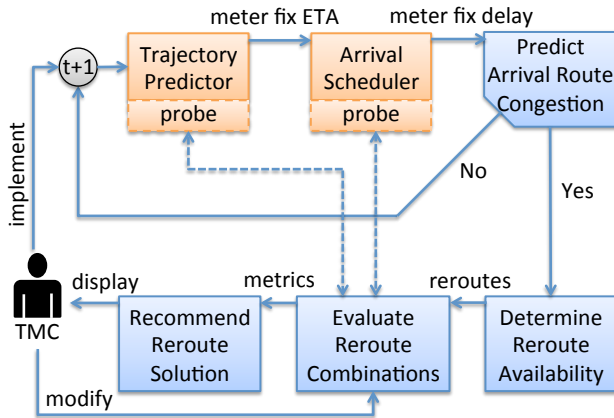 meter fix ETA
meter fix delay
t+1
Trajectory
Predictor
probe
Arrival
Scheduler
probe
Predict
Arrival Route
Congestion
No
Yes
implement
display
metrics
reroutes
TMC
Recommend
Reroute
Solution
Evaluate
Reroute
Combinations
Determine
Reroute
Availability
modify